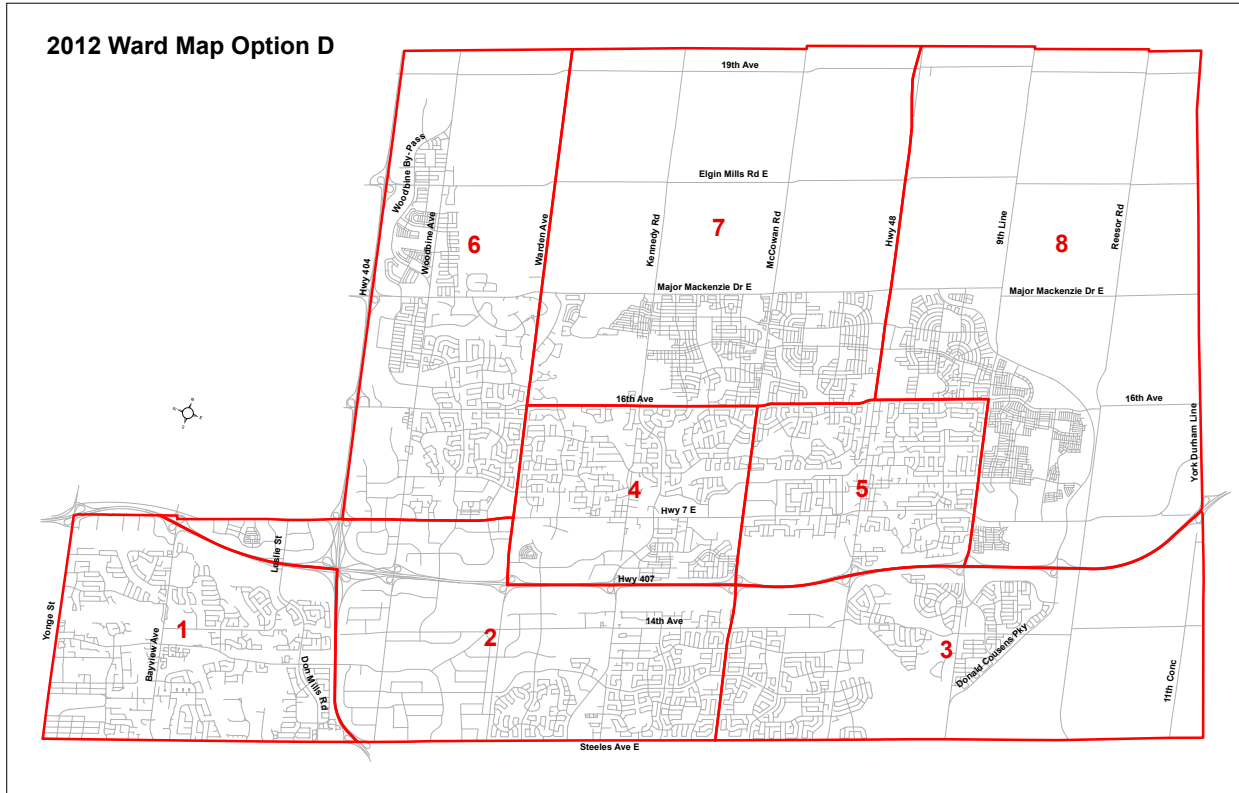 2012 Ward Map Option D
19th Ave
Woodbine By-Pass
Elgin Mills Rd E
6
Woodbine Ave
Warden Ave
Kennedy Rd
7
McCowan Rd
Hwy 48
9th Line
8
Reesor Rd
Hwy 404
Major Mackenzie Dr E
Major Mackenzie Dr E
16th Ave
16th Ave
York Durham Line
4
5
Hwy 7 E
Leslie St
Hwy 407
Yonge St
1
Bayview Ave
Don Mills Rd
2
14th Ave
3
Donald Cousens Pky
11th Conc
Steeles Ave E